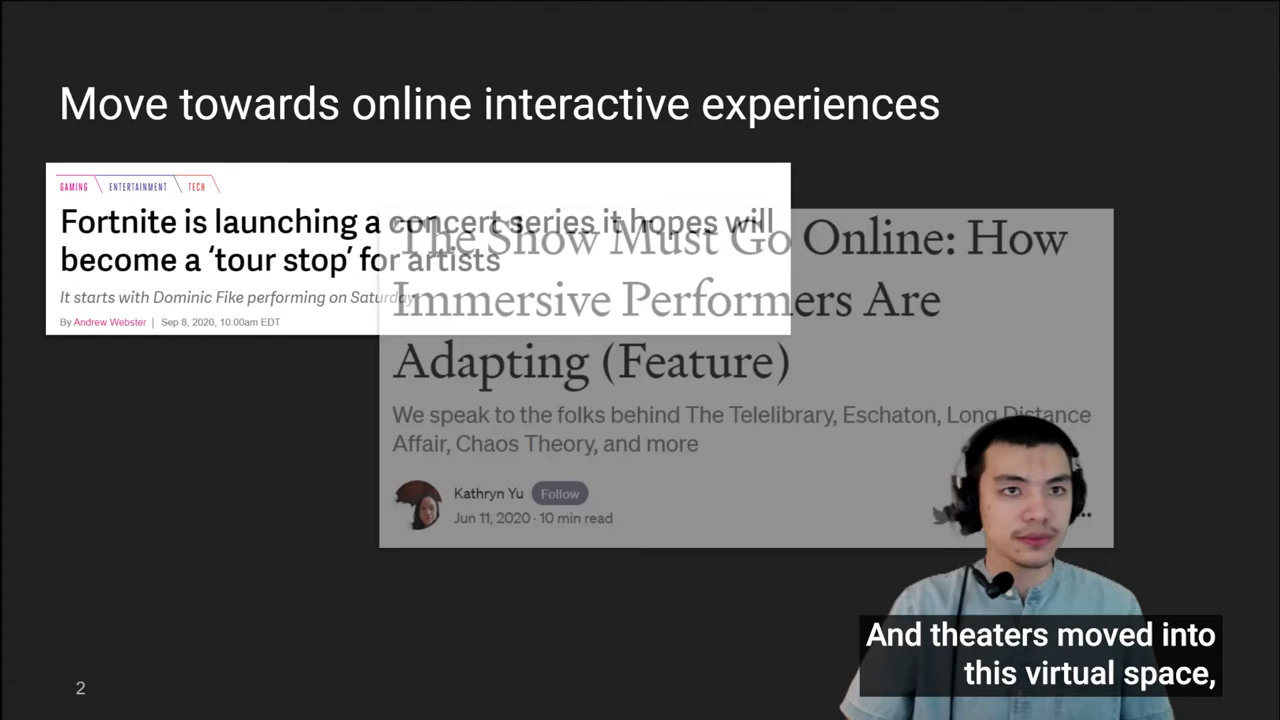 Move towards online interactive experiences
GAMING ENTERTAINMENT TECH
Fortnite is launching a concert series it hopes will
become a ‘tour stop’ for artists
It starts with Dominic Fike performing on Saturday
By Andrew Webster | Sep 8, 2020, 10:00am EDT
The Show Must Go Online: How
Immersive Performers Are
Adapting (Feature)
We speak to the folks behind The Telelibrary, Eschaton, Long Distance
Affair, Chaos Theory, and more
Kathryn Yu Follow
Jun 11, 2020 · 10 min read
And theaters moved into
this virtual space,
2